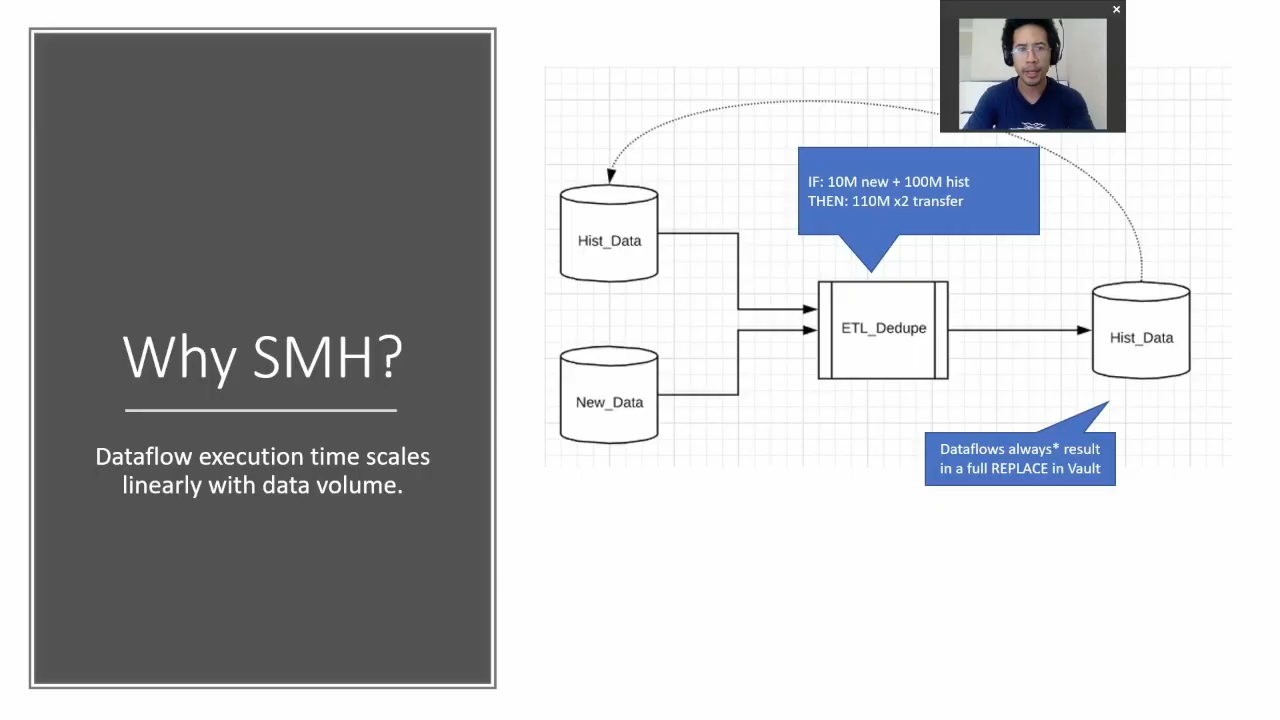 Why SMH?
Dataflow execution time scales
linearly with data volume.
IF: 10M new + 100M hist
THEN: 110M x2 transfer
Hist_Data
ETL_Dedupe
Hist_Data
New_Data
Dataflows always* result
in a full REPLACE in Vault